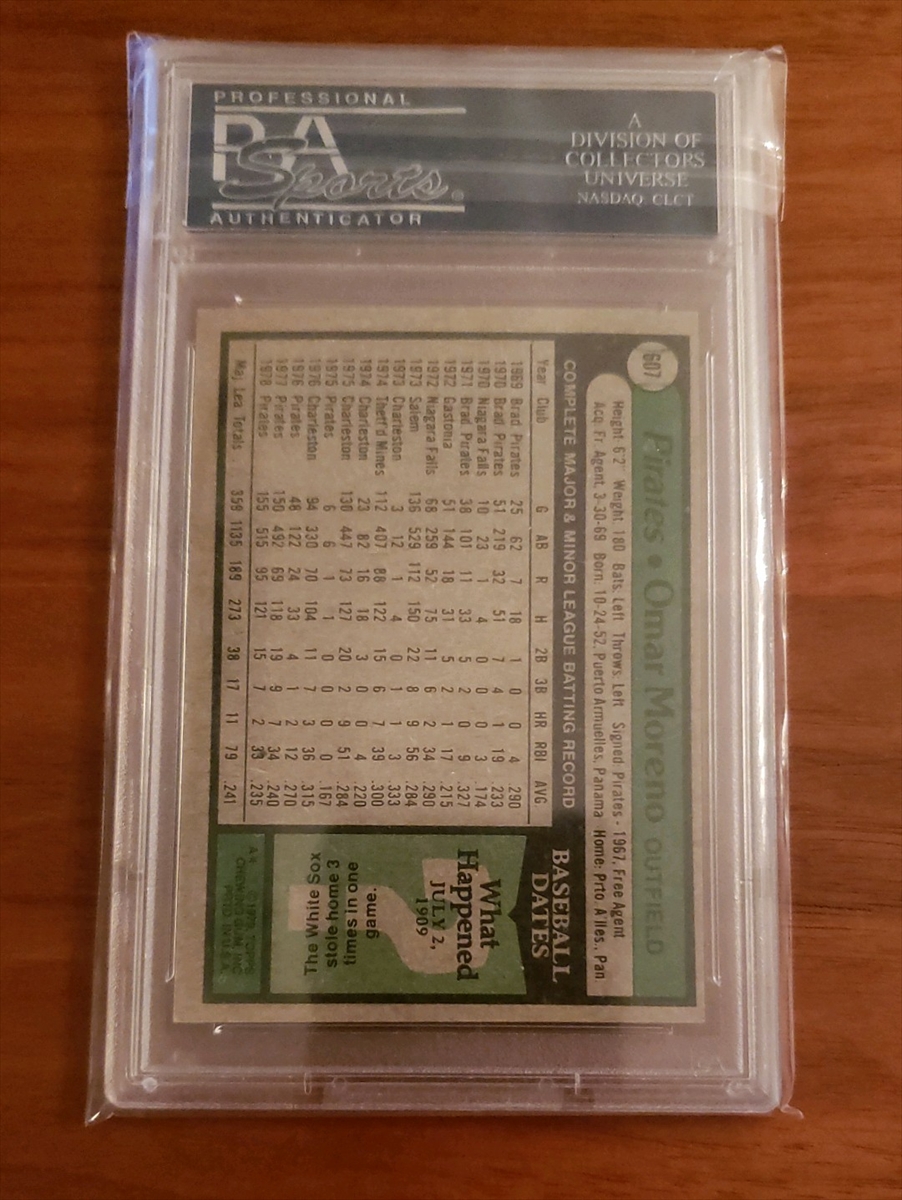 PROFESSIONAL
PSA
Sports.
AUTHENTICATOR
A
DIVISION OF
COLLECTORS
UNIVERSE
NASDAQ CLCT
607
Pirates • Omar Moreno OUTFIELD
Height: 6'2" Weight: 180 Bats: Left Throws: Left Signed: Pirates - 1967, Free Agent
Acq: Fr. Agent, 3-30-69 Born: 10-24-52, Puerto Armuelles, Panama Home: Prto. A'lles., Pan
COMPLETE MAJOR & MINOR LEAGUE BATTING RECORD
Year Club G AB R H 2B 3B HR RBI AVG.
1969 Brad. Pirates 25 62 7 18 1 0 0 4 .290
1970 Brad. Pirates 51 219 32 51 7 4 1 19 .233
1970 Niagara Falls 10 23 1 4 0 0 0 3 .174
1971 Brad. Pirates 38 101 11 33 5 2 0 9 .327
1972 Gastonia 51 144 18 31 5 2 1 17 .215
1972 Niagara Falls 68 259 52 75 11 6 2 34 .290
1973 Salem 136 529 112 150 22 8 9 56 .284
1973 Charleston 3 12 1 4 0 1 1 3 .333
1974 Thetf'd Mines 112 407 88 122 15 6 7 39 .300
1974 Charleston 23 82 16 18 3 0 0 4 .220
1975 Charleston 130 447 73 127 20 2 9 51 .284
1975 Pirates 6 6 1 1 0 0 0 0 .167
1976 Charleston 94 330 70 104 11 7 3 36 .315
1976 Pirates 48 122 24 33 4 1 2 12 .270
1977 Pirates 150 492 69 118 19 9 7 34 .240
1978 Pirates 155 515 95 121 15 7 2 33 .235
Maj. Lea. Totals 359 1135 189 273 38 17 11 79 .241
BASEBALL
DATES
What
Happened
JULY 2,
1909
The White Sox
stole home 3
times in one
game.
©1979 TOPPS
CHEWING GUM, INC.
PRTD. IN U.S.A.